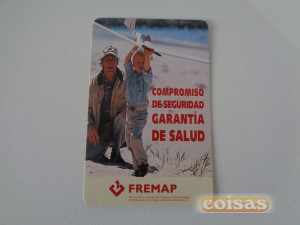 COMPROMISO
DE-SEGURIDAD
GARANTÍA
DE SALUD
FREMAP
coisas